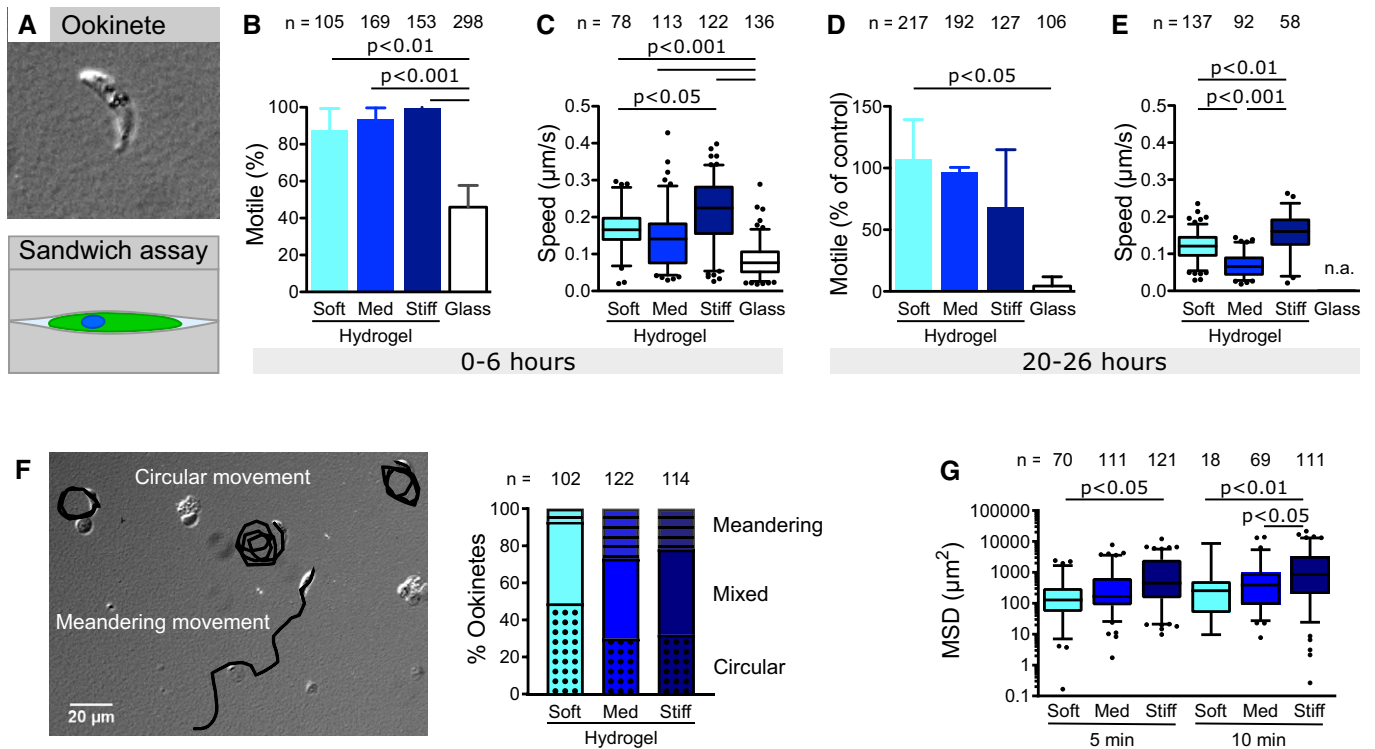 A Ookinete
Sandwich assay
B
n = 105 169 153 298
p<0.01
p<0.001
Motile (%)
100
80
60
40
20
0
Soft Med Stiff Glass
Hydrogel
C
n = 78 113 122 136
p<0.001
p<0.05
Speed (µm/s)
0.5
0.4
0.3
0.2
0.1
0.0
Soft Med Stiff Glass
Hydrogel
0-6 hours
D
n = 217 192 127 106
p<0.05
Motile (% of control)
150
100
50
0
Soft Med Stiff Glass
Hydrogel
E
n = 137 92 58
p<0.01
p<0.001
Speed (µm/s)
0.5
0.4
0.3
0.2
0.1
0.0
n.a.
Soft Med Stiff Glass
Hydrogel
20-26 hours
F
Circular movement
Meandering movement
20 µm
n = 102 122 114
% Ookinetes
100
80
60
40
20
0
Meandering
Mixed
Circular
Soft Med Stiff
Hydrogel
G
n = 70 111 121 18 69 111
p<0.05 p<0.01
p<0.05
MSD (µm²)
100000
10000
1000
100
10
1
0.1
Soft Med Stiff Soft Med Stiff
5 min 10 min